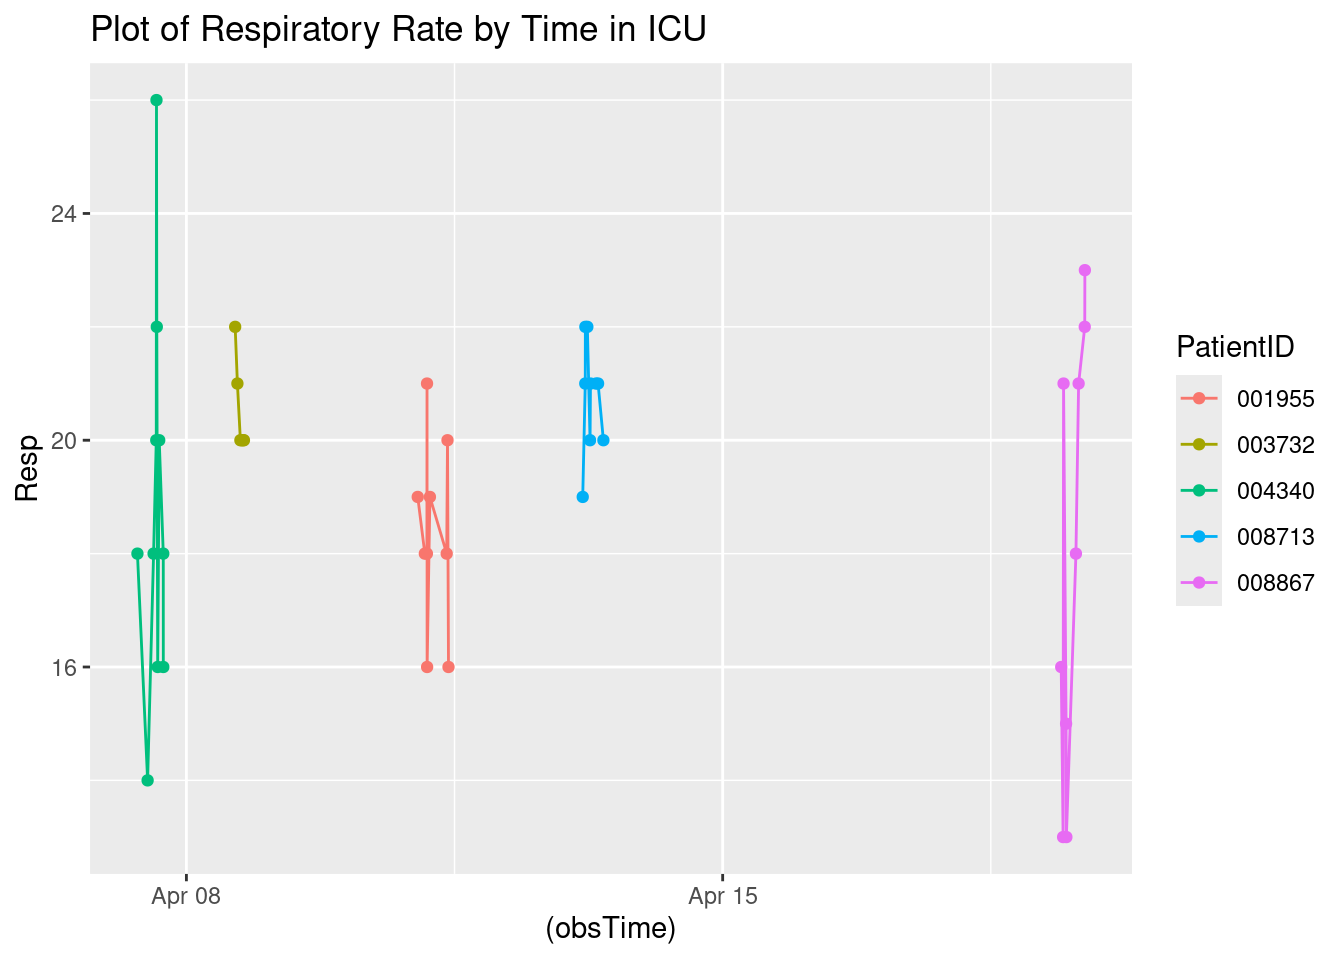 Plot of Respiratory Rate by Time in ICU
24
20
16
Resp
Apr 08
Apr 15
(obsTime)
PatientID
001955
003732
004340
008713
008867